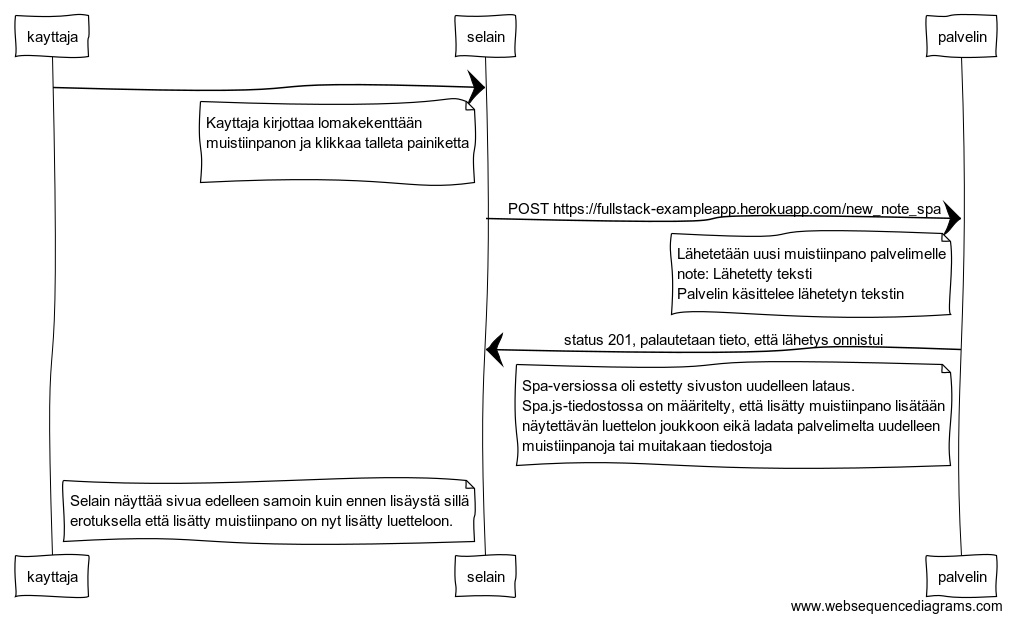 kayttaja
selain
palvelin
Kayttaja kirjottaa lomakekenttään
muistiinpanon ja klikkaa talleta painiketta
POST https://fullstack-exampleapp.herokuapp.com/new_note_spa
Lähetetään uusi muistiinpano palvelimelle
note: Lähetetty teksti
Palvelin käsittelee lähetetyn tekstin
status 201, palautetaan tieto, että lähetys onnistui
Spa-versiossa oli estetty sivuston uudelleen lataus.
Spa.js-tiedostossa on määritelty, että lisätty muistiinpano lisätään
näytettävän luettelon joukkoon eikä ladata palvelimelta uudelleen
muistiinpanoja tai muitakaan tiedostoja
Selain näyttää sivua edelleen samoin kuin ennen lisäystä sillä
erotuksella että lisätty muistiinpano on nyt lisätty luetteloon.
kayttaja
selain
palvelin
www.websequencediagrams.com